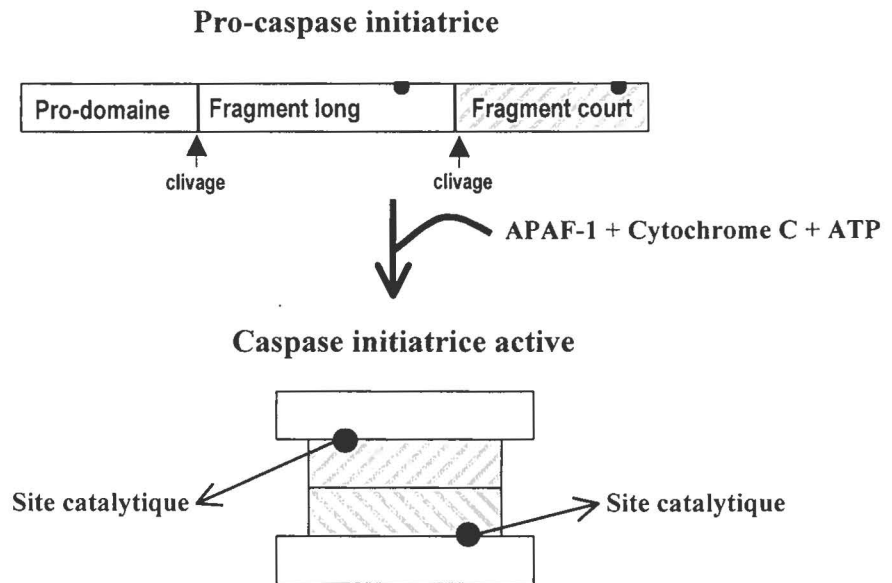 Pro-caspase initiatrice
Pro-domaine Fragment long Fragment court
clivage clivage
APAF-1 + Cytochrome C + ATP
Caspase initiatrice active
Site catalytique Site catalytique